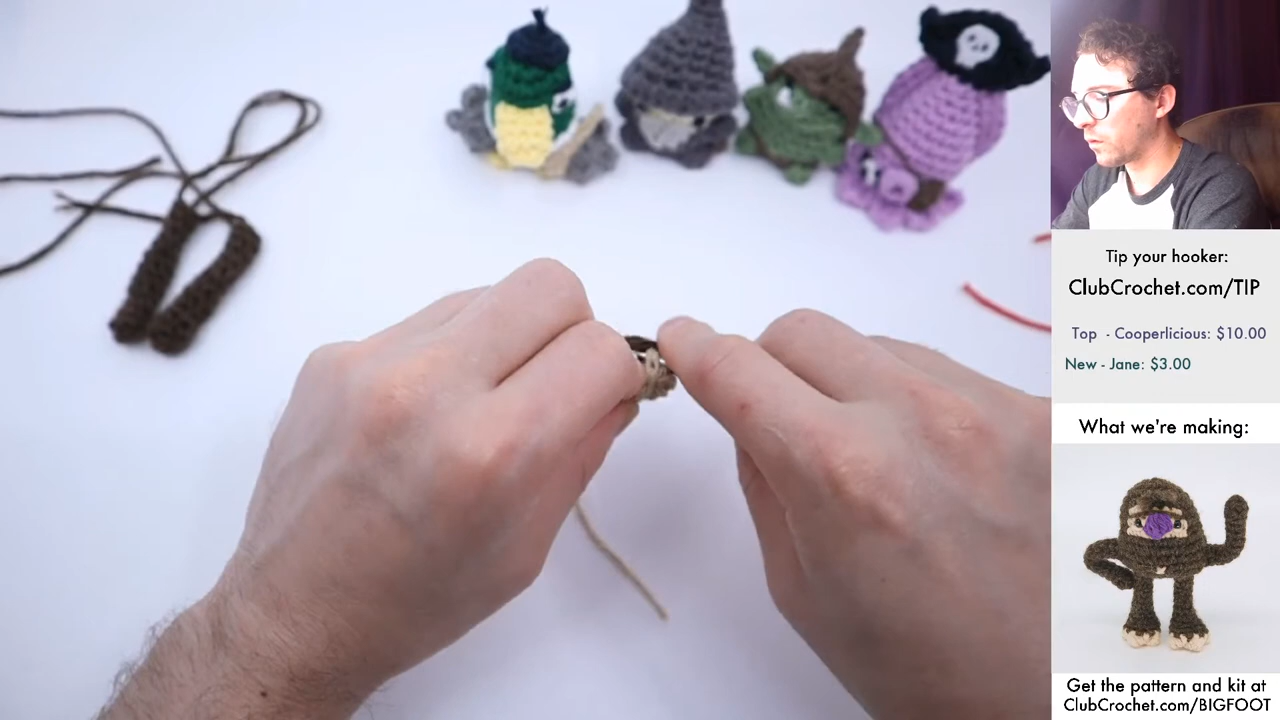 Tip your hooker:
ClubCrochet.com/TIP
Top - Cooperlicious: $10.00
New - Jane: $3.00
What we're making:
Get the pattern and kit at
ClubCrochet.com/BIGFOOT